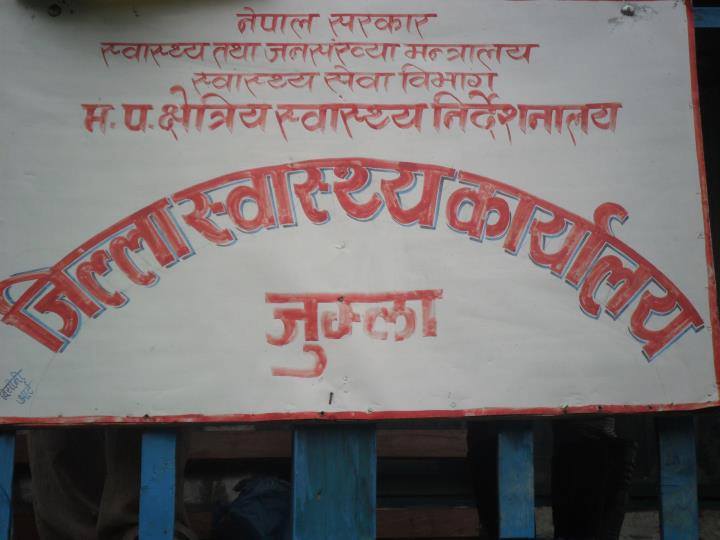 नेपाल सरकार
स्वास्थ्य तथा जनसंख्या मन्त्रालय
स्वास्थ्य सेवा विभाग
म. प. क्षेत्रिय स्वास्थ्य निर्देशनालय
जिल्ला स्वास्थ्य कार्यालय
जुम्ला